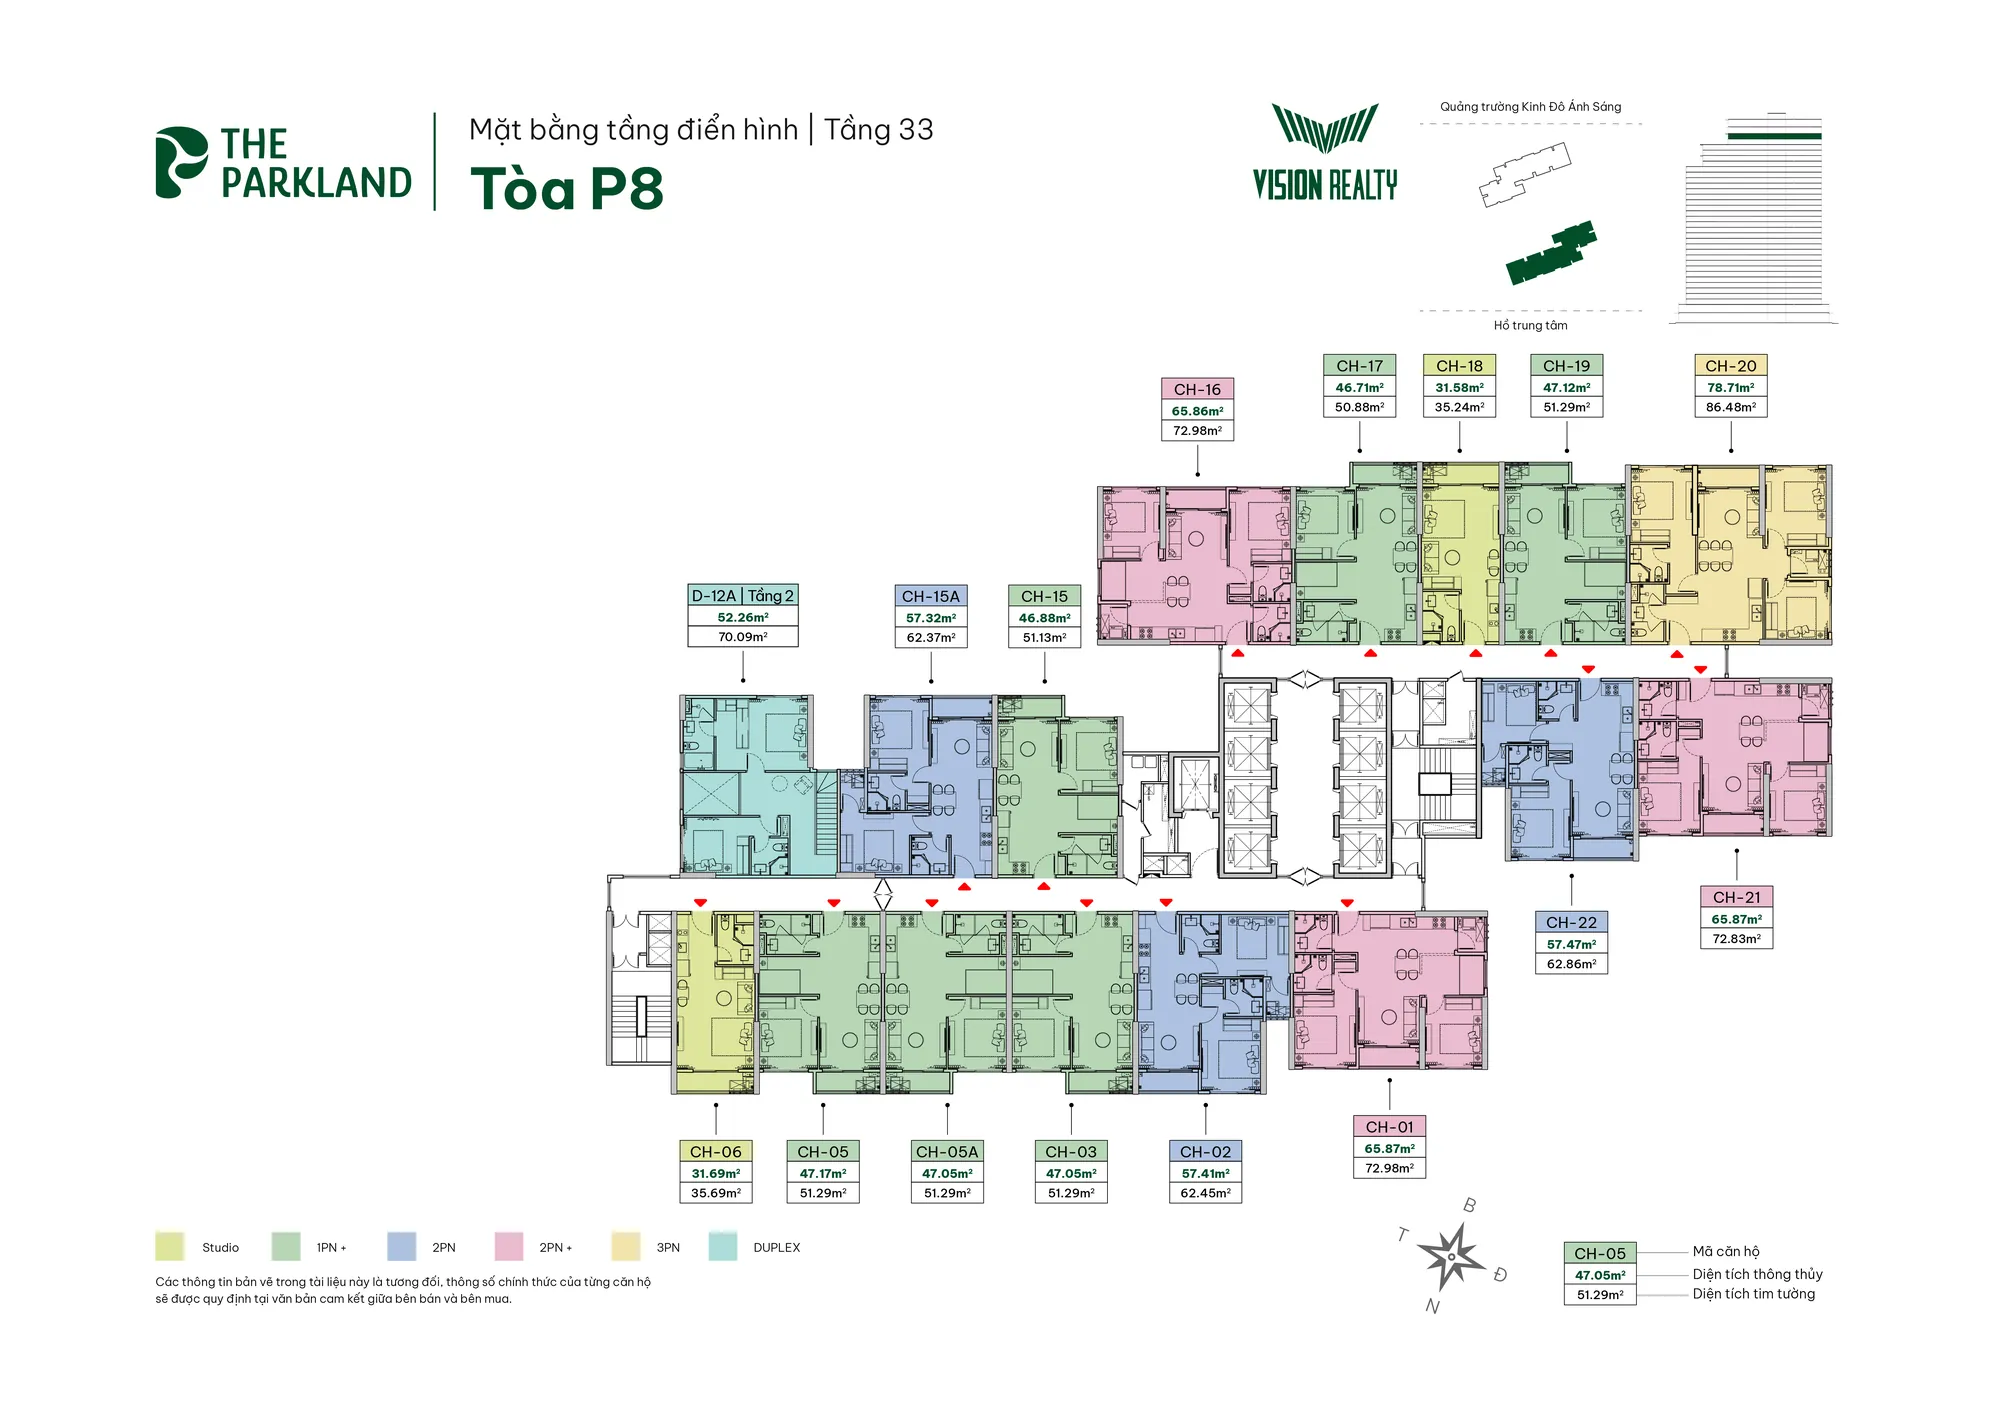 THE
PARKLAND
Mặt bằng tầng điển hình | Tầng 33
Tòa P8
VISION REALTY
Quảng trường Kinh Đô Ánh Sáng
Hồ trung tâm
CH-16
65.86m²
72.98m²
CH-17
46.71m²
50.88m²
CH-18
31.58m²
35.24m²
CH-19
47.12m²
51.29m²
CH-20
78.71m²
86.48m²
D-12A | Tầng 2
52.26m²
70.09m²
CH-15A
57.32m²
62.37m²
CH-15
46.88m²
51.13m²
CH-21
65.87m²
72.83m²
CH-22
57.47m²
62.86m²
CH-06
31.69m²
35.69m²
CH-05
47.17m²
51.29m²
CH-05A
47.05m²
51.29m²
CH-03
47.05m²
51.29m²
CH-02
57.41m²
62.45m²
CH-01
65.87m²
72.98m²
Studio
1PN +
2PN
2PN +
3PN
DUPLEX
Các thông tin bản vẽ trong tài liệu này là tương đối, thông số chính thức của từng căn hộ
sẽ được quy định tại văn bản cam kết giữa bên bán và bên mua.
B
T
Đ
N
CH-05
Mã căn hộ
47.05m²
Diện tích thông thủy
51.29m²
Diện tích tim tường